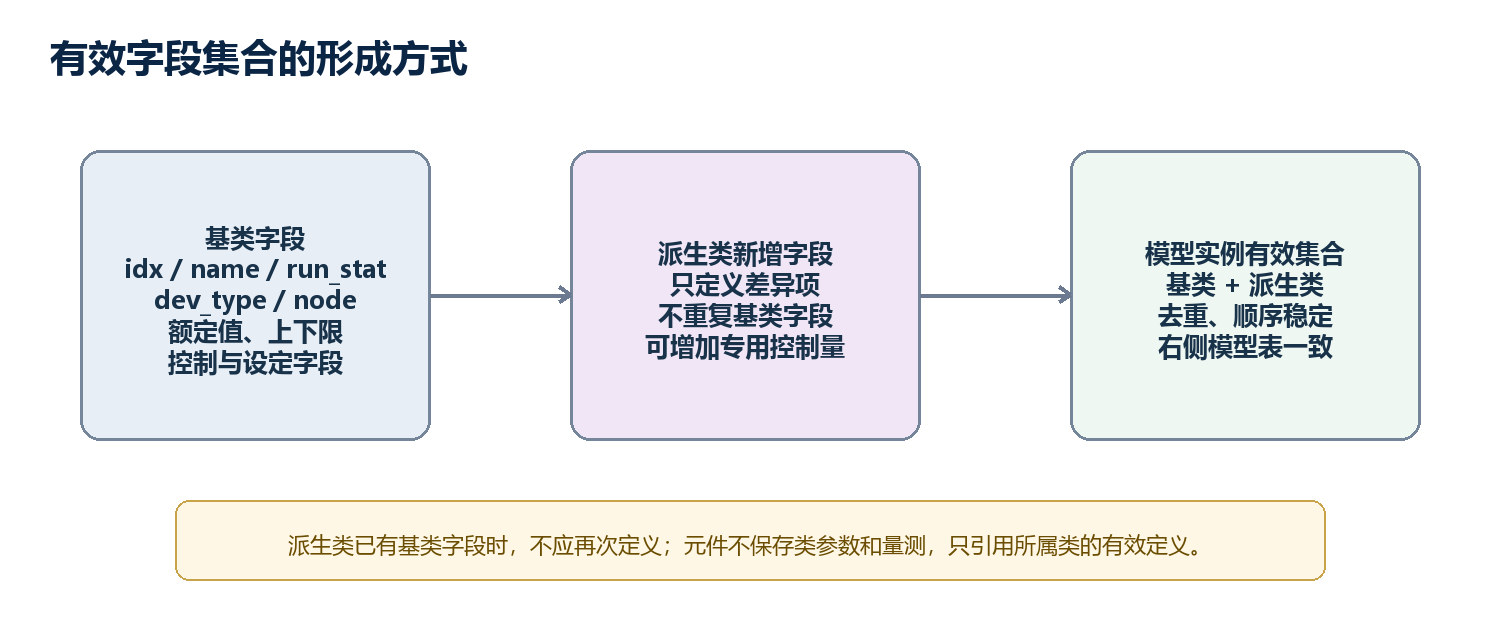 有效字段集合的形成方式
基类字段
idx / name / run_stat
dev_type / node
额定值、上下限
控制与设定字段
派生类新增字段
只定义差异项
不重复基类字段
可增加专用控制量
模型实例有效集合
基类 + 派生类
去重、顺序稳定
右侧模型表一致
派生类已有基类字段时，不应再次定义；元件不保存类参数和量测，只引用所属类的有效定义。